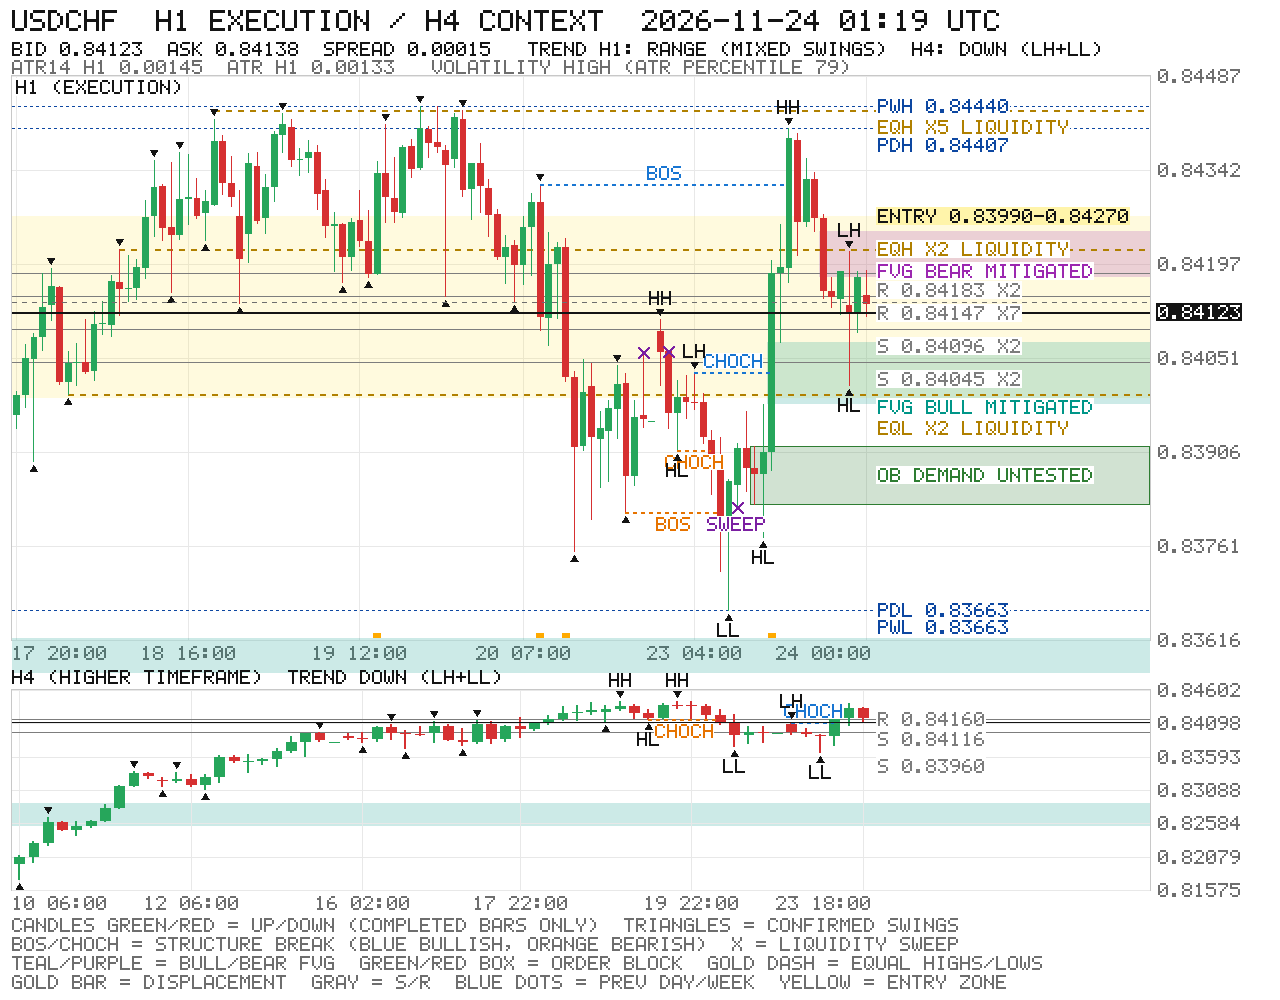 USDCHF  H1 EXECUTION / H4 CONTEXT  2026-11-24 01:19 UTC
BID 0.84123  ASK 0.84138  SPREAD 0.00015   TREND H1: RANGE (MIXED SWINGS)  H4: DOWN (LH+LL)
ATR14 H1 0.00145  ATR H1 0.00133   VOLATILITY HIGH (ATR PERCENTILE 79)
0.84487
H1 (EXECUTION)
HH
PWH 0.84440
EQH X5 LIQUIDITY
PDH 0.84407
0.84342
BOS
ENTRY 0.83990-0.84270
LH
EQH X2 LIQUIDITY
0.84197
FVG BEAR MITIGATED
R 0.84183 X2
HH
R 0.84147 X7
0.84123
S 0.84096 X2
LH
CHOCH
0.84051
S 0.84045 X2
HL
FVG BULL MITIGATED
EQL X2 LIQUIDITY
0.83906
CHOCH
HL
OB DEMAND UNTESTED
BOS
SWEEP
0.83761
HL
PDL 0.83663
PWL 0.83663
LL
0.83616
17 20:00
18 16:00
19 12:00
20 07:00
23 04:00
24 00:00
H4 (HIGHER TIMEFRAME)  TREND DOWN (LH+LL)
HH
HH
0.84602
LH
CHOCH
R 0.84160
0.84098
CHOCH
HL
S 0.84116
0.83593
LL
LL
S 0.83960
0.83088
0.82584
0.82079
0.81575
10 06:00
12 06:00
16 02:00
17 22:00
19 22:00
23 18:00
CANDLES GREEN/RED = UP/DOWN (COMPLETED BARS ONLY)  TRIANGLES = CONFIRMED SWINGS
BOS/CHOCH = STRUCTURE BREAK (BLUE BULLISH, ORANGE BEARISH)  X = LIQUIDITY SWEEP
TEAL/PURPLE = BULL/BEAR FVG  GREEN/RED BOX = ORDER BLOCK  GOLD DASH = EQUAL HIGHS/LOWS
GOLD BAR = DISPLACEMENT  GRAY = S/R  BLUE DOTS = PREV DAY/WEEK  YELLOW = ENTRY ZONE